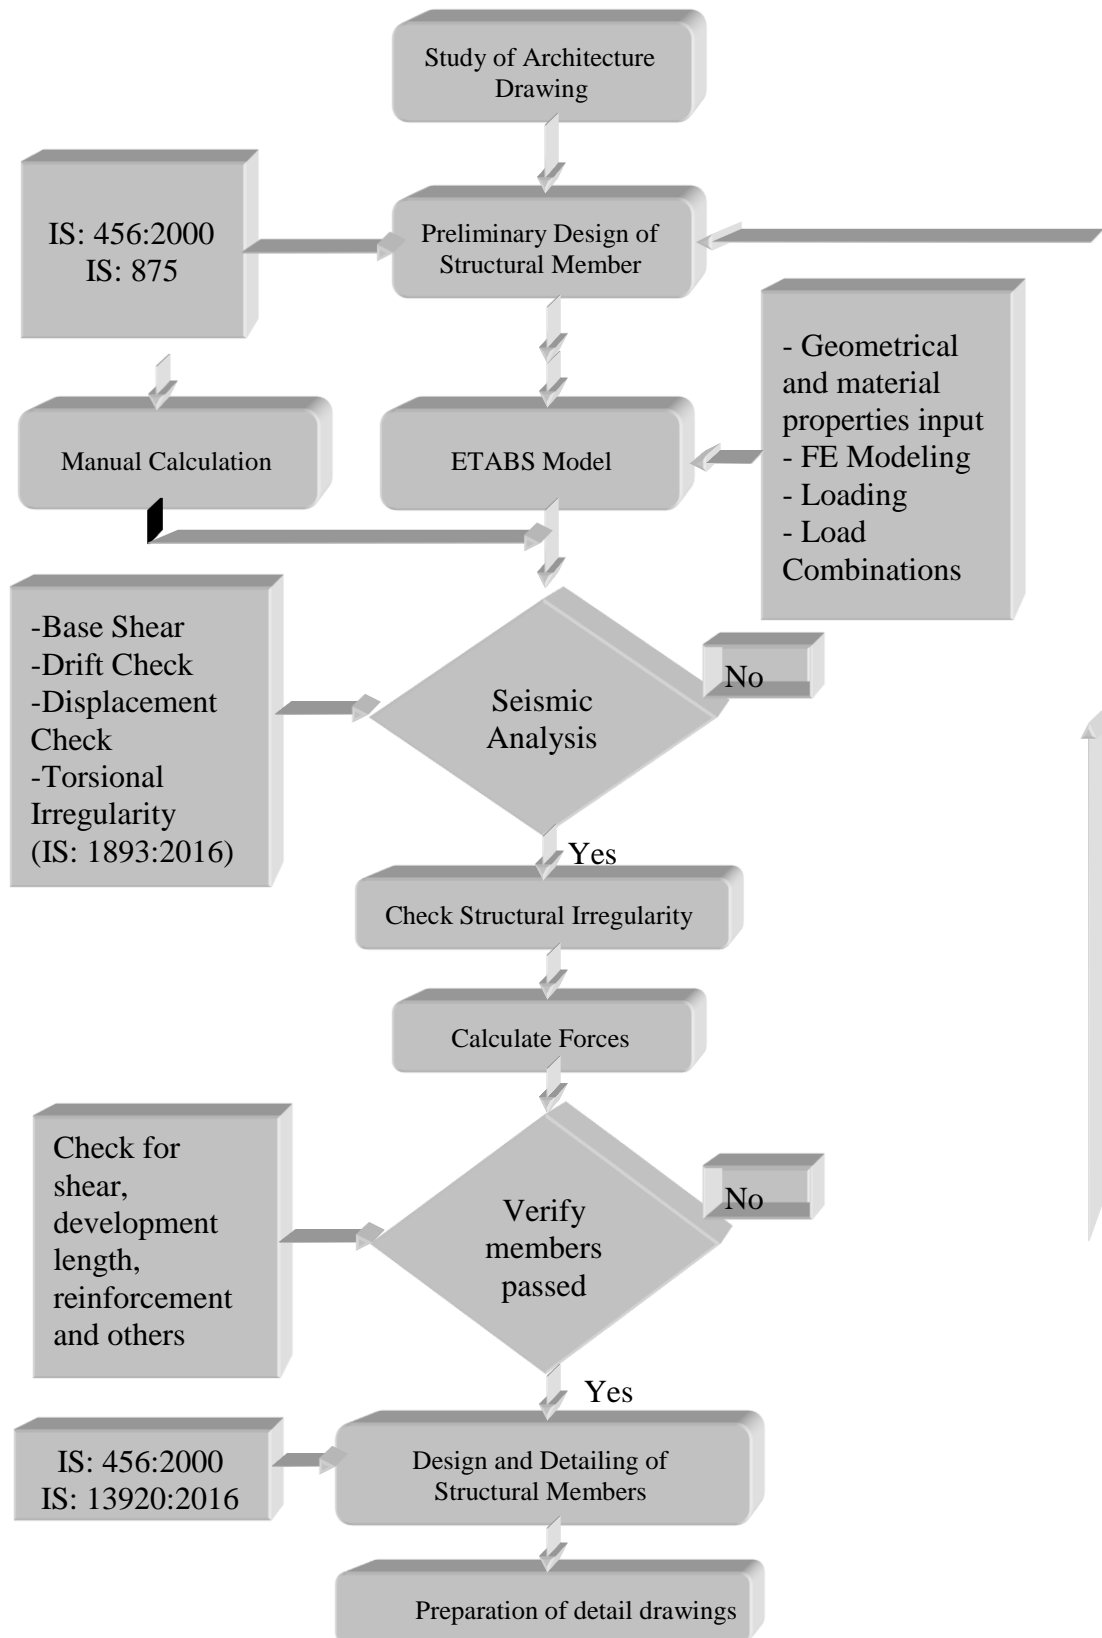 Study of Architecture
Drawing
IS: 456:2000
IS: 875
Preliminary Design of
Structural Member
- Geometrical
and material
properties input
- FE Modeling
- Loading
- Load
Combinations
Manual Calculation
ETABS Model
-Base Shear
-Drift Check
-Displacement
Check
-Torsional
Irregularity
(IS: 1893:2016)
Seismic
Analysis
No
Yes
Check Structural Irregularity
Calculate Forces
Check for
shear,
development
length,
reinforcement
and others
Verify
members
passed
No
Yes
IS: 456:2000
IS: 13920:2016
Design and Detailing of
Structural Members
Preparation of detail drawings